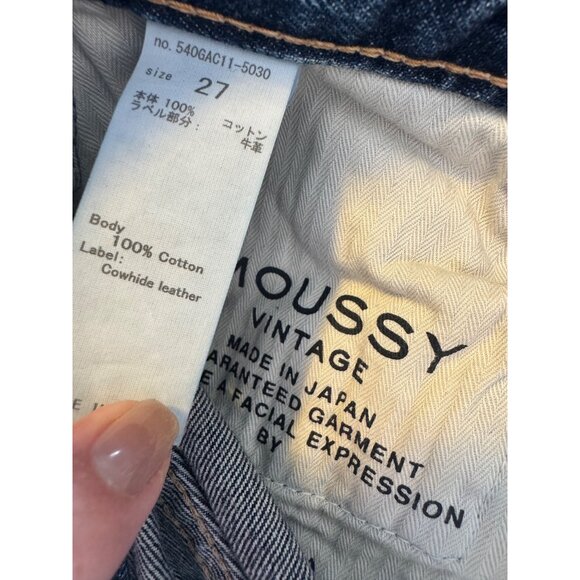 no. 540GAC11-5030
size 27
本体 100% コットン
ラベル部分: 牛革
Body
100% Cotton
Label:
Cowhide leather
MOUSSY
VINTAGE
MADE IN JAPAN
GARMENT
A FACIAL EXPRESSION
BY